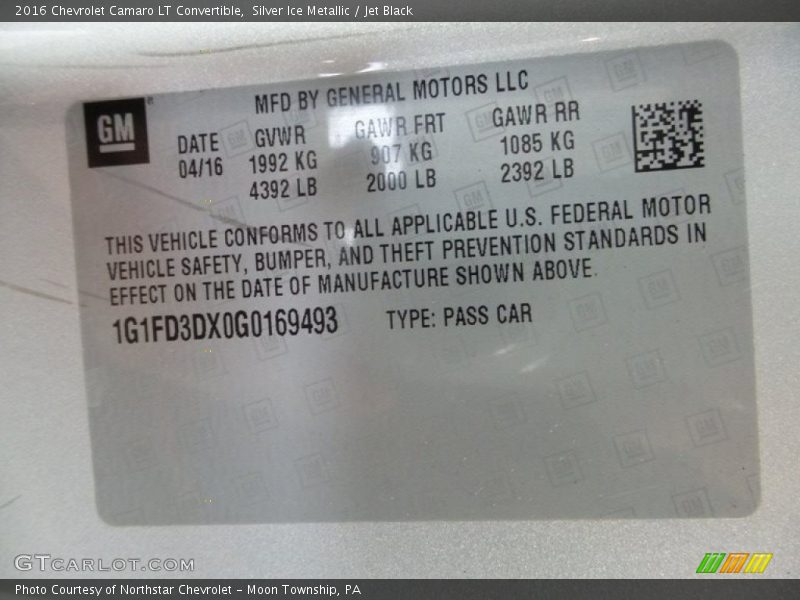 2016 Chevrolet Camaro LT Convertible, Silver Ice Metallic / Jet Black
MFD BY GENERAL MOTORS LLC
GM
DATE GVWR GAWR FRT GAWR RR
04/16 1992 KG 907 KG 1085 KG
4392 LB 2000 LB 2392 LB
THIS VEHICLE CONFORMS TO ALL APPLICABLE U.S. FEDERAL MOTOR
VEHICLE SAFETY, BUMPER, AND THEFT PREVENTION STANDARDS IN
EFFECT ON THE DATE OF MANUFACTURE SHOWN ABOVE.
1G1FD3DX0G0169493 TYPE: PASS CAR
GTCARLOT.COM
Photo Courtesy of Northstar Chevrolet - Moon Township, PA